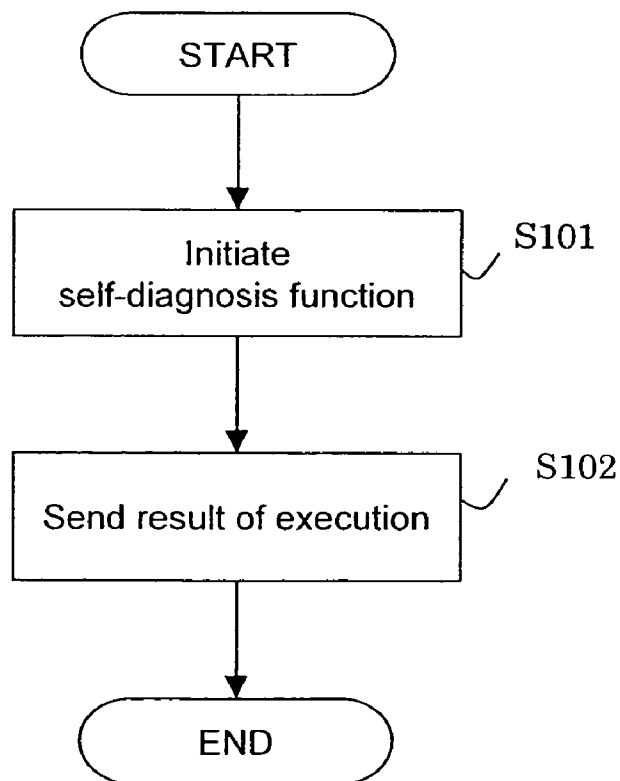 START
Initiate
self-diagnosis function
S101
Send result of execution
S102
END